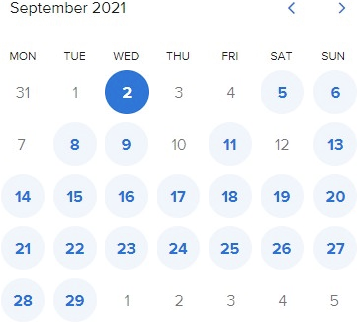 September 2021
MON TUE WED THU FRI SAT SUN
31 1 2 3 4 5 6
7 8 9 10 11 12 13
14 15 16 17 18 19 20
21 22 23 24 25 26 27
28 29 1 2 3 4 5